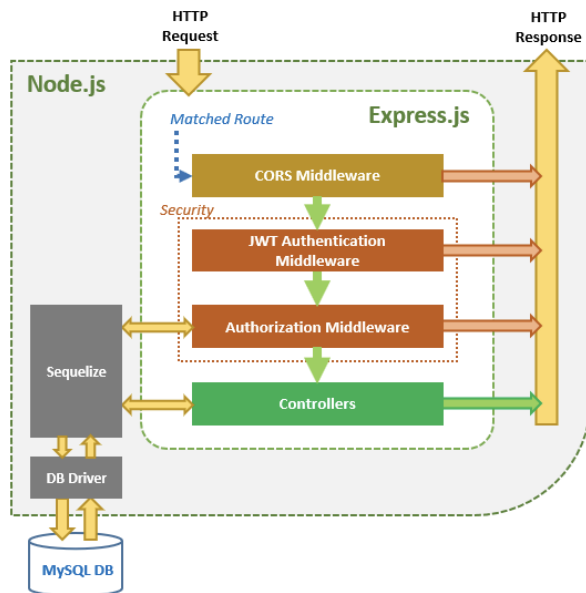 HTTP
Request
HTTP
Response
Node.js
Express.js
Matched Route
CORS Middleware
Security
JWT Authentication
Middleware
Authorization Middleware
Sequelize
Controllers
DB Driver
MySQL DB